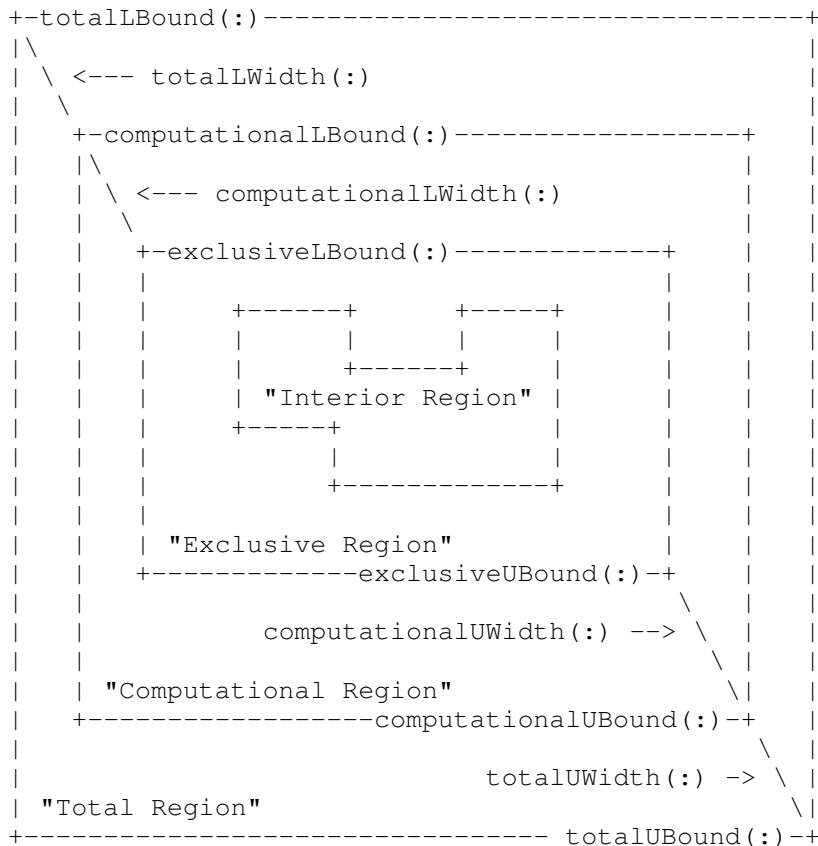 totalLBound(:)
<--- totalLWidth(:)
computationalLBound(:)
<--- computationalLWidth(:)
exclusiveLBound(:)
"Interior Region"
"Exclusive Region"
exclusiveUBound(:)
computationalUWidth(:) -->
"Computational Region"
computationalUBound(:)
totalUWidth(:) ->
"Total Region"
totalUBound(:)